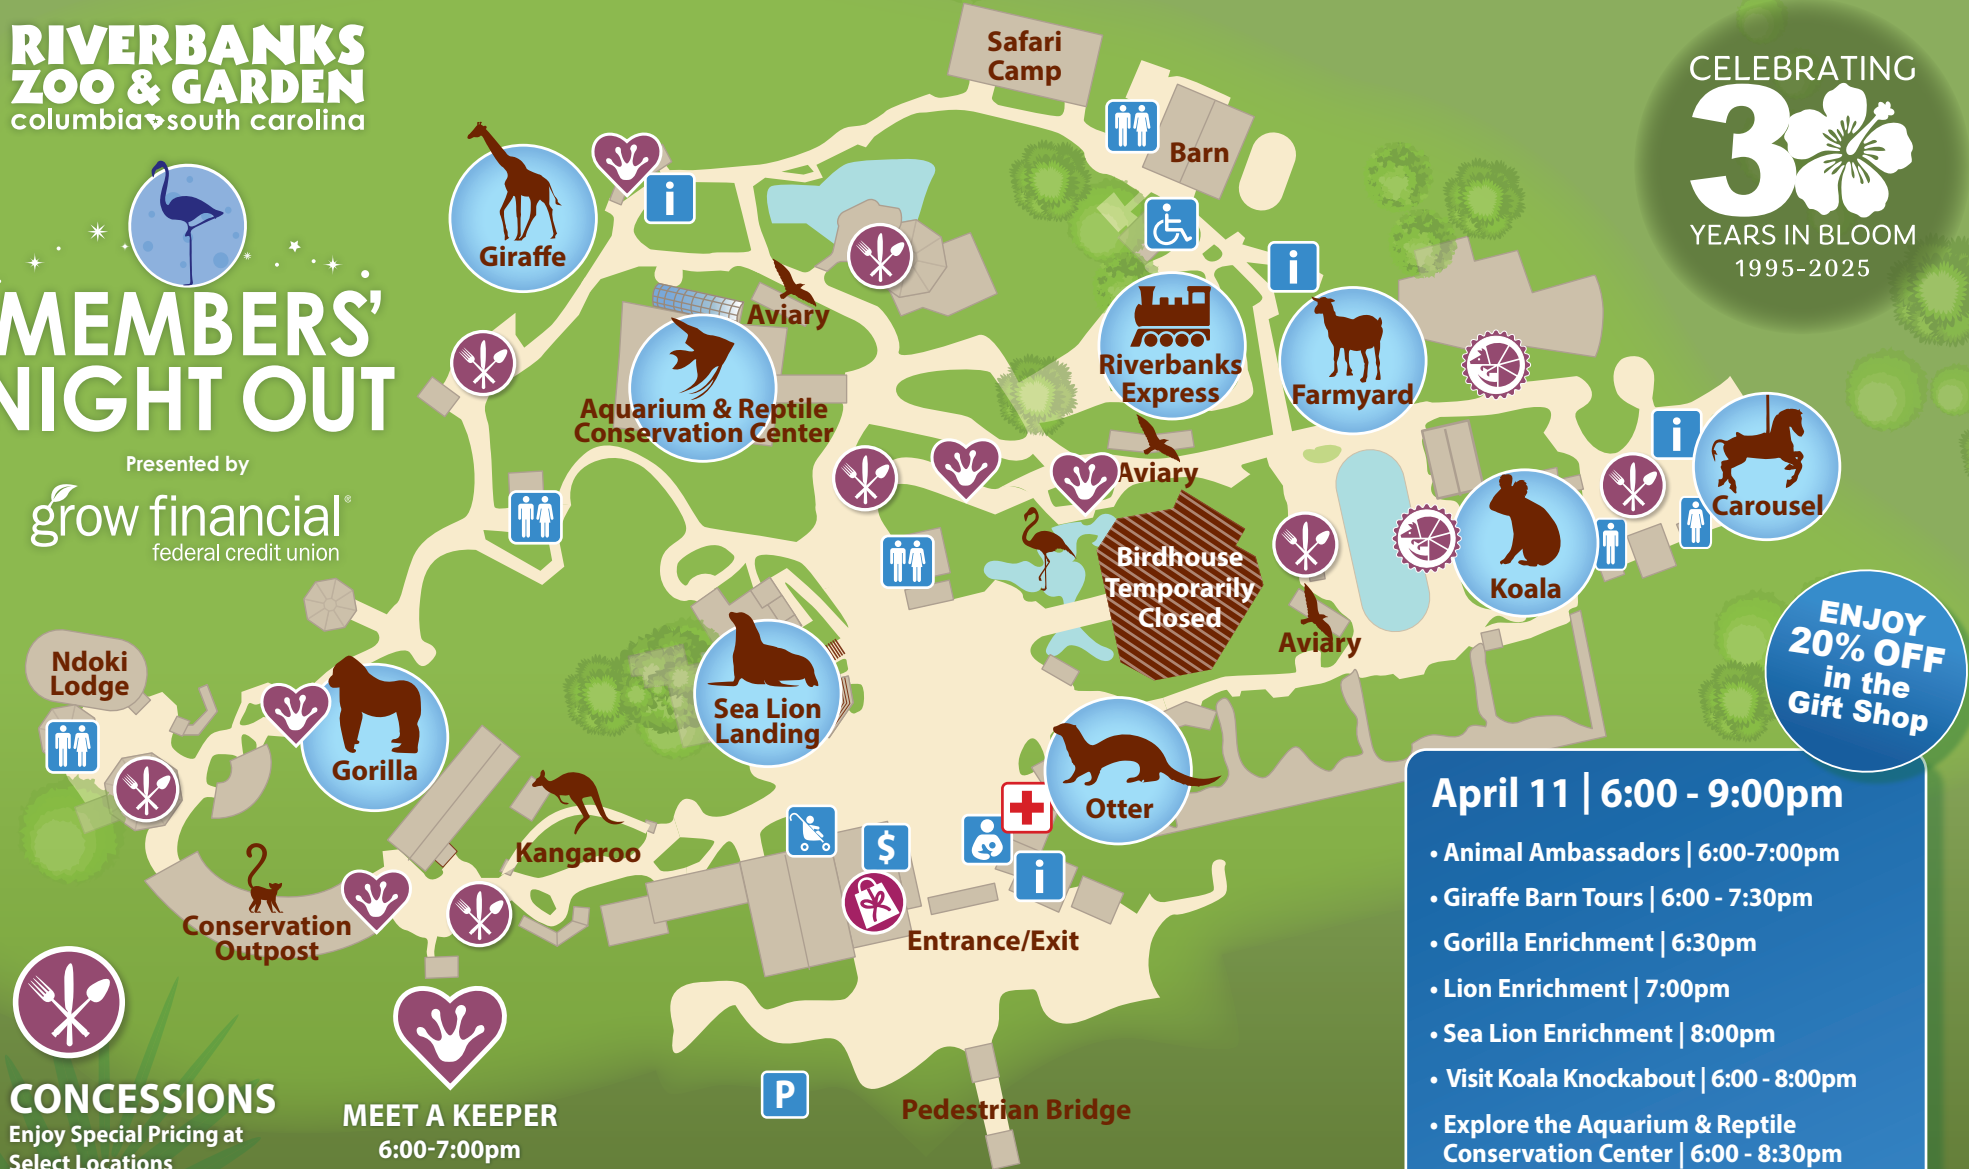 RIVERBANKS
ZOO & GARDEN
columbia south carolina
MEMBERS'
NIGHT OUT
Presented by
grow financial®
federal credit union
CELEBRATING
30
YEARS IN BLOOM
1995-2025
Safari
Camp
Barn
Giraffe
i
i
Aviary
Riverbanks
Express
Farmyard
Aquarium & Reptile
Conservation Center
Aviary
i
Carousel
Birdhouse
Temporarily
Closed
Koala
Aviary
Ndoki
Lodge
Gorilla
Sea Lion
Landing
Otter
Kangaroo
$
i
Conservation
Outpost
Entrance/Exit
P
Pedestrian Bridge
ENJOY
20% OFF
in the
Gift Shop
April 11 | 6:00 - 9:00pm
• Animal Ambassadors | 6:00-7:00pm
• Giraffe Barn Tours | 6:00 - 7:30pm
• Gorilla Enrichment | 6:30pm
• Lion Enrichment | 7:00pm
• Sea Lion Enrichment | 8:00pm
• Visit Koala Knockabout | 6:00 - 8:00pm
• Explore the Aquarium & Reptile
Conservation Center | 6:00 - 8:30pm
CONCESSIONS
Enjoy Special Pricing at
Select Locations
MEET A KEEPER
6:00-7:00pm